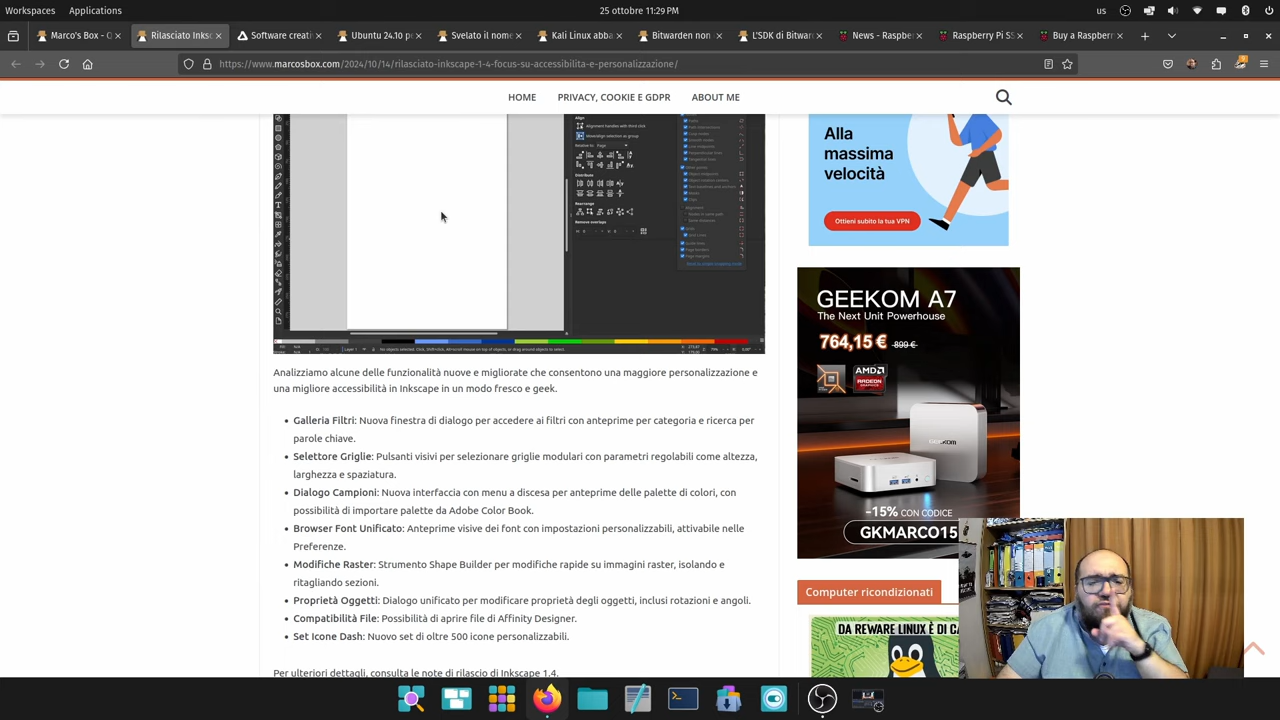 Workspaces
Applications
25 ottobre 11:29 PM
us
Marco's Box - 
Rilasciato Inks
Software creati
Ubuntu 24.10 p
Svelato il nome
Kali Linux abba
Bitwarden non
L'SDK di Bitwar
News - Raspbe
Raspberry Pi SS
Buy a Raspberr
https://www.marcosbox.com/2024/10/14/rilasciato-inkscape-1-4-focus-su-accessibilita-e-personalizzazione/
HOME
PRIVACY, COOKIE E GDPR
ABOUT ME
Align
Distribute
Rearrange
Remove overlaps
Alla
massima
velocità
Ottieni subito la tua VPN
GEEKOM A7
The Next Unit Powerhouse
764,15 € 899 €
AMD
RADEON
GRAPHICS
GEEKOM
-15% CON CODICE
GKMARCO15
Analizziamo alcune delle funzionalità nuove e migliorate che consentono una maggiore personalizzazione e
una migliore accessibilità in Inkscape in un modo fresco e geek.
Galleria Filtri: Nuova finestra di dialogo per accedere ai filtri con anteprime per categoria e ricerca per
parole chiave.
Selettore Griglie: Pulsanti visivi per selezionare griglie modulari con parametri regolabili come altezza,
larghezza e spaziatura.
Dialogo Campioni: Nuova interfaccia con menu a discesa per anteprime delle palette di colori, con
possibilità di importare palette da Adobe Color Book.
Browser Font Unificato: Anteprime visive dei font con impostazioni personalizzabili, attivabile nelle
Preferenze.
Modifiche Raster: Strumento Shape Builder per modifiche rapide su immagini raster, isolando e
ritagliando sezioni.
Proprietà Oggetti: Dialogo unificato per modificare proprietà degli oggetti, inclusi rotazioni e angoli.
Compatibilità File: Possibilità di aprire file di Affinity Designer.
Set Icone Dash: Nuovo set di oltre 500 icone personalizzabili.
Per ulteriori dettagli, consulta le note di rilascio di Inkscape 1.4.
Computer ricondizionati
DA REWARE LINUX È DI CA